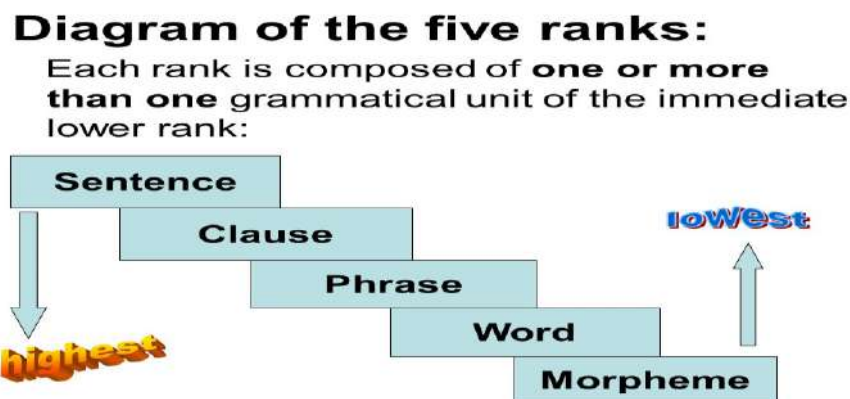 Diagram of the five ranks:
Each rank is composed of one or more
than one grammatical unit of the immediate
lower rank:
Sentence
Clause
lowest
Phrase
Word
highest
Morpheme